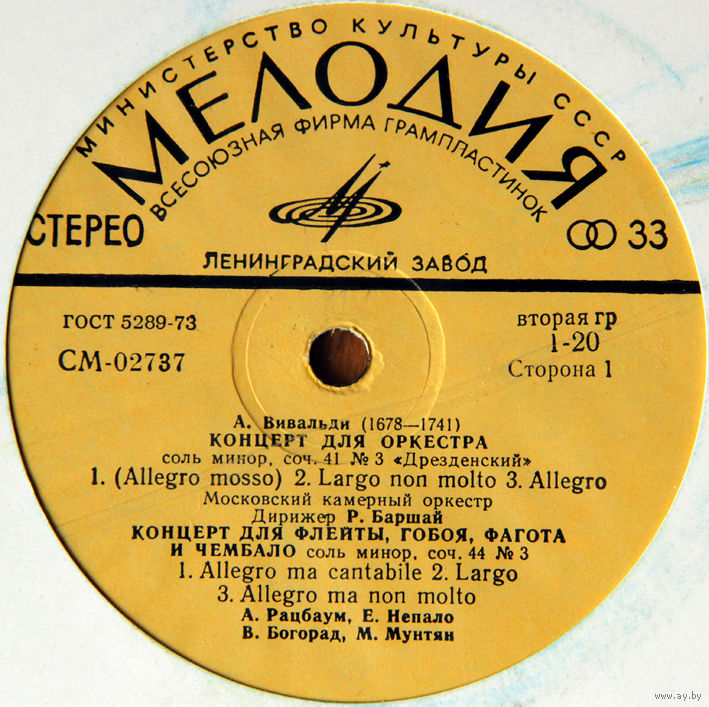 МИНИСТЕРСТВО КУЛЬТУРЫ СССР
МЕЛОДИЯ
ВСЕСОЮЗНАЯ ФИРМА ГРАМПЛАСТИНОК
СТЕРЕО
33
ЛЕНИНГРАДСКИЙ ЗАВОД
ГОСТ 5289-73
СМ-02737
вторая гр
1-20
Сторона 1
А. Вивальди (1678—1741)
КОНЦЕРТ ДЛЯ ОРКЕСТРА
соль минор, соч. 41 № 3 «Дрезденский»
1. (Allegro mosso) 2. Largo non molto 3. Allegro
Московский камерный оркестр
Дирижер Р. Баршай
КОНЦЕРТ ДЛЯ ФЛЕЙТЫ, ГОБОЯ, ФАГОТА
И ЧЕМБАЛО соль минор, соч. 44 № 3
1. Allegro ma cantabile 2. Largo
3. Allegro ma non molto
А. Рацбаум, Е. Непало
В. Богорад, М. Мунтян
www.ay.by